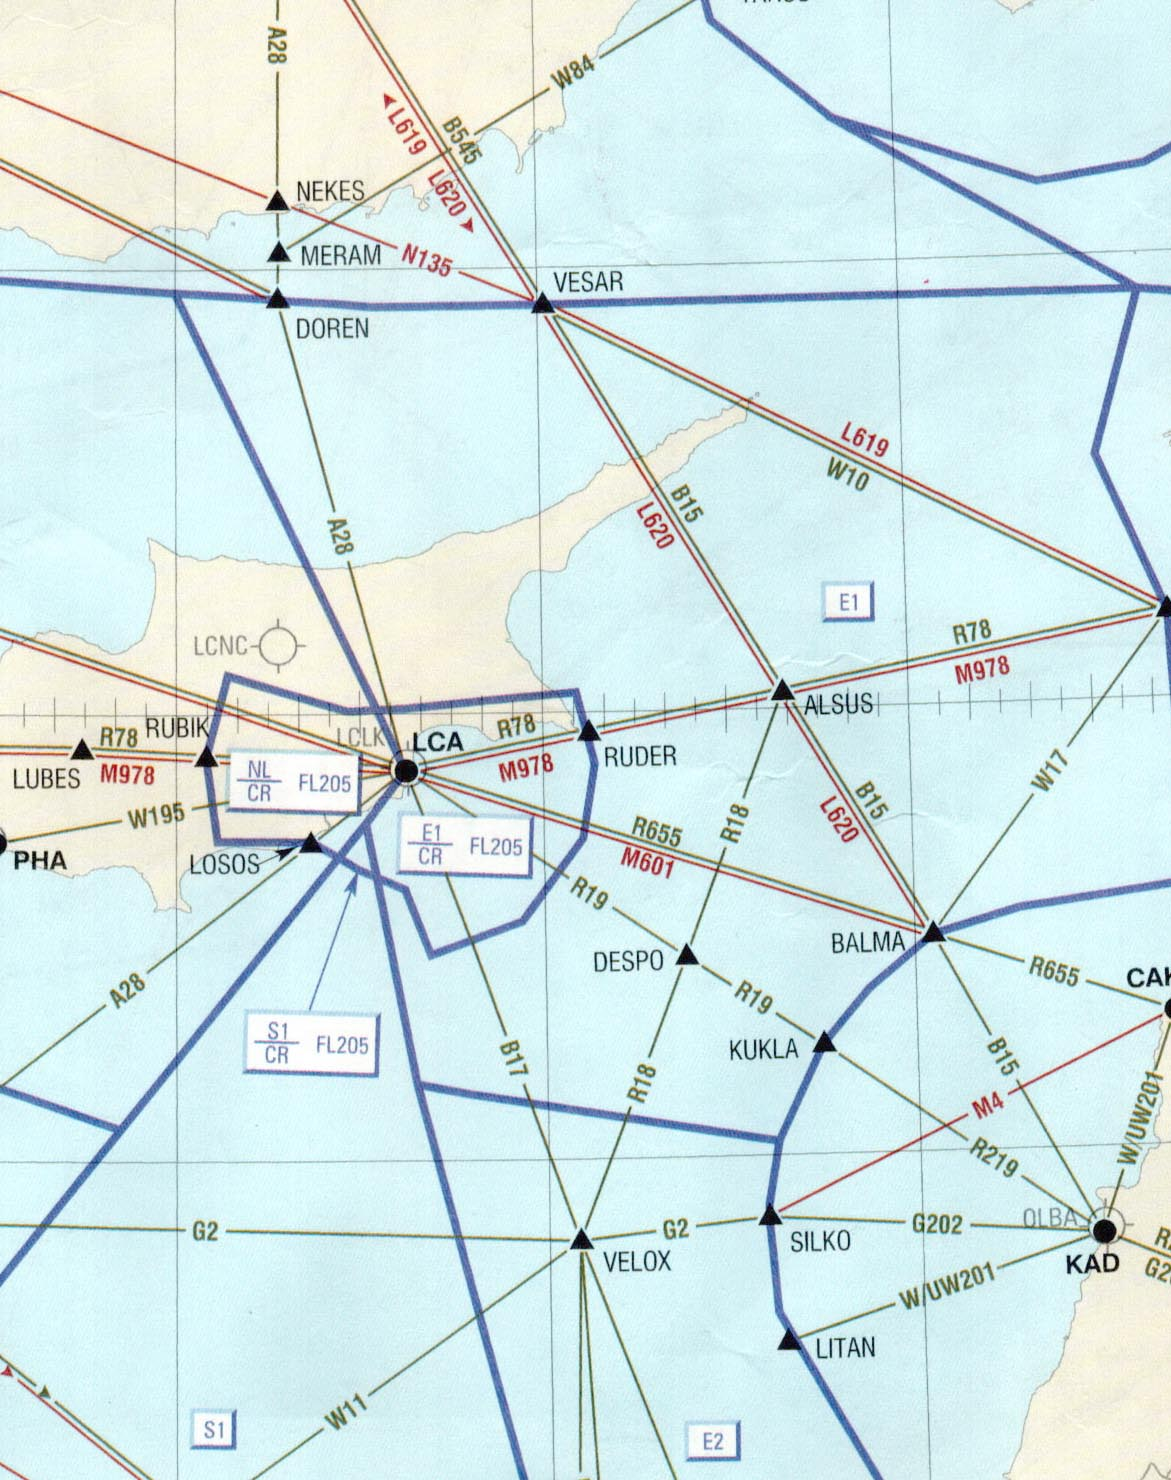 A28
W84
L619
B545
L620
NEKES
MERAM
N135
VESAR
DOREN
L619
W10
B15
L620
A28
E1
LCNC
R78
M978
ALSUS
RUBIK
LCLK
LCA
R78
M978
RUDER
R78
M978
LUBES
NL
CR
FL205
W17
W195
B15
L620
R18
R655
M601
E1
CR
FL205
PHA
LOSOS
R19
BALMA
DESPO
R655
A28
R19
S1
CR
FL205
KUKLA
B17
R18
B15
M4
W/UW201
R219
G2
G2
SILKO
G202
OLBA
KAD
VELOX
W/UW201
LITAN
W11
S1
E2